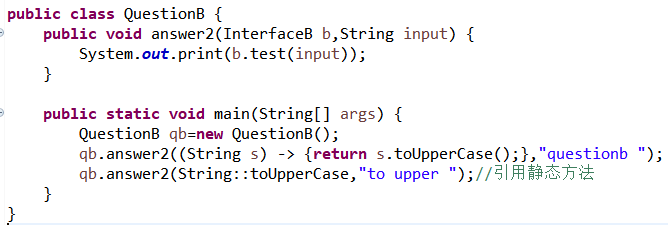 public class QuestionB {
    public void answer2(InterfaceB b,String input) {
        System.out.print(b.test(input));
    }

    public static void main(String[] args) {
        QuestionB qb=new QuestionB();
        qb.answer2((String s) -> {return s.toUpperCase();},"questionb ");
        qb.answer2(String::toUpperCase,"to upper ");//引用静态方法
    }
}